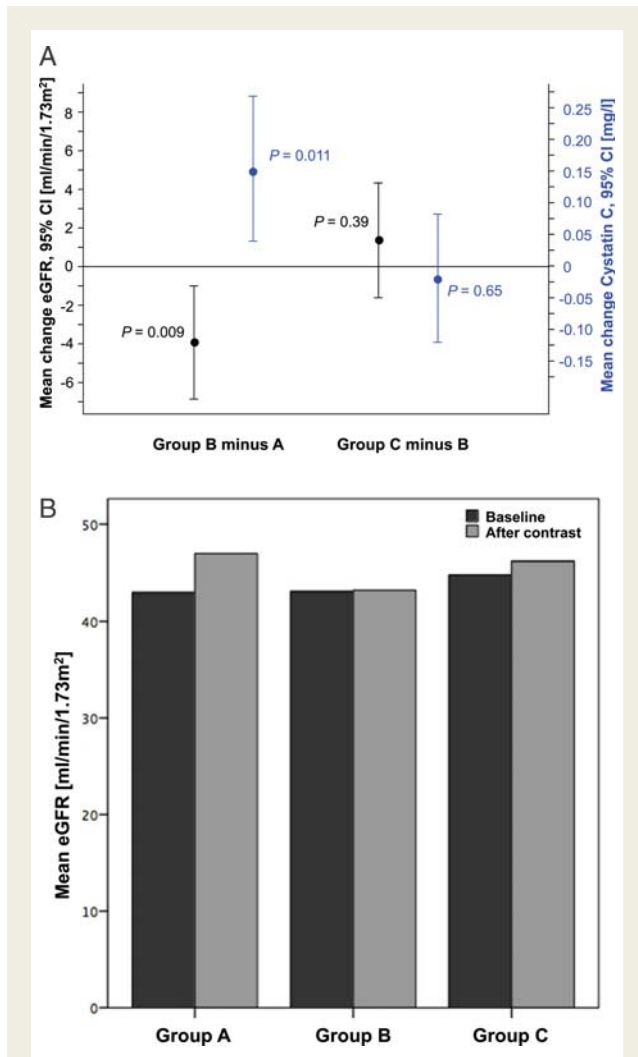 A
Mean change eGFR, 95% CI [ml/min/1.73m²]
8
6
4
2
0
-2
-4
-6
P = 0.009
P = 0.011
P = 0.39
P = 0.65
0.25
0.20
0.15
0.10
0.05
0
-0.05
-0.10
-0.15
Mean change Cystatin C, 95% CI [mg/l]
Group B minus A
Group C minus B
B
Baseline
After contrast
Mean eGFR [ml/min/1.73m²]
50
40
30
20
10
0
Group A
Group B
Group C